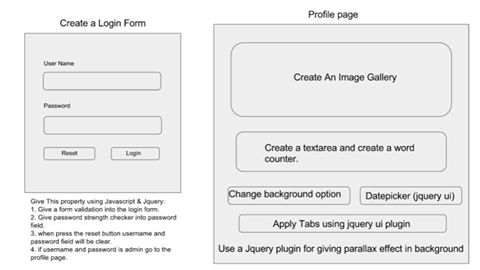 Create a Login Form
User Name
Password
Reset
Login
Give This property using Javascript & Jquery:
1. Give a form validation into the login form.
2. Give password strength checker into password
field.
3. when press the reset button username and
password field will be clear.
4. if username and password is admin go to the
profile page.
Profile page
Create An Image Gallery
Create a textarea and create a word
counter.
Change background option
Datepicker (jquery ui)
Apply Tabs using jquery ui plugin
Use a Jquery plugin for giving parallax effect in background